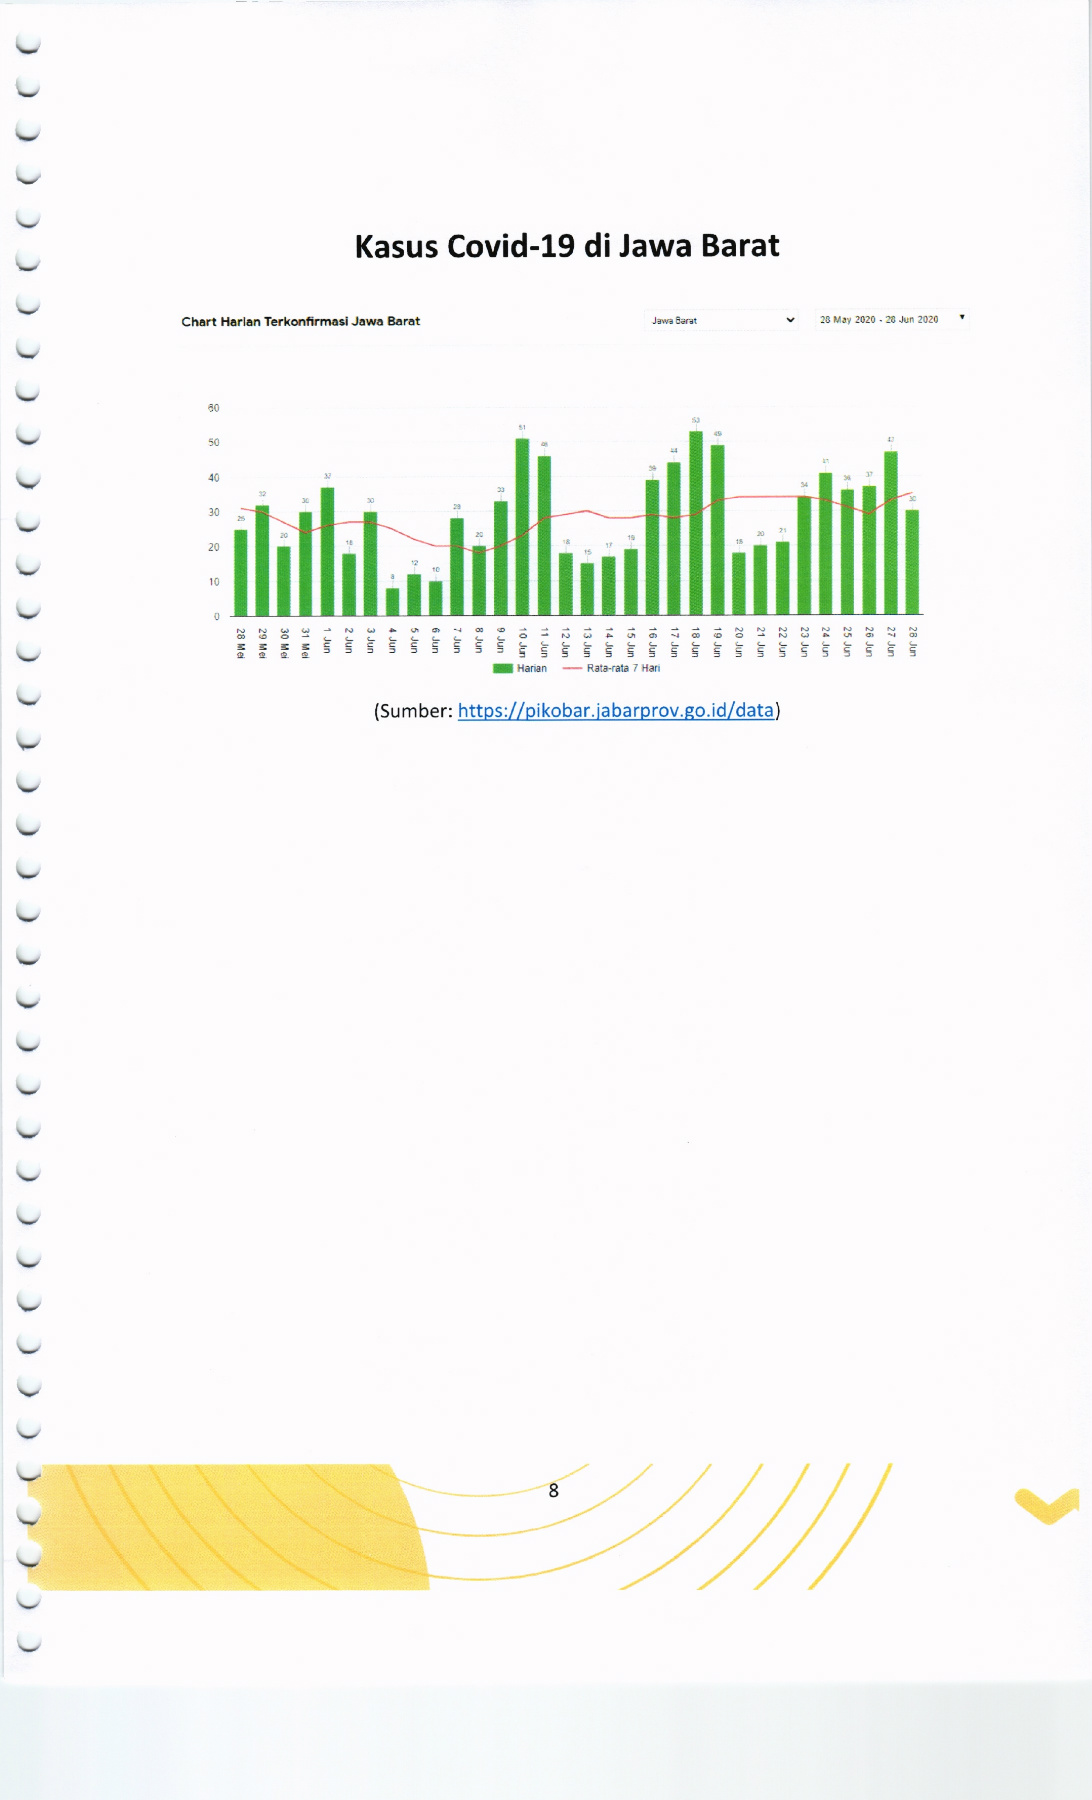 Kasus Covid-19 di Jawa Barat
Chart Harian Terkonfirmasi Jawa Barat
Jawa Barat
28 May 2020 - 28 Jun 2020
60
50
40
30
20
10
0
25 32 20 30 37 18 30 8 12 10 28 20 33 51 46 18 15 17 19 39 44 53 49 18 20 21 34 41 36 37 47 30
28 Mei 29 Mei 30 Mei 31 Mei 1 Jun 2 Jun 3 Jun 4 Jun 5 Jun 6 Jun 7 Jun 8 Jun 9 Jun 10 Jun 11 Jun 12 Jun 13 Jun 14 Jun 15 Jun 16 Jun 17 Jun 18 Jun 19 Jun 20 Jun 21 Jun 22 Jun 23 Jun 24 Jun 25 Jun 26 Jun 27 Jun 28 Jun
Harian Rata-rata 7 Hari
(Sumber: https://pikobar.jabarprov.go.id/data)
8